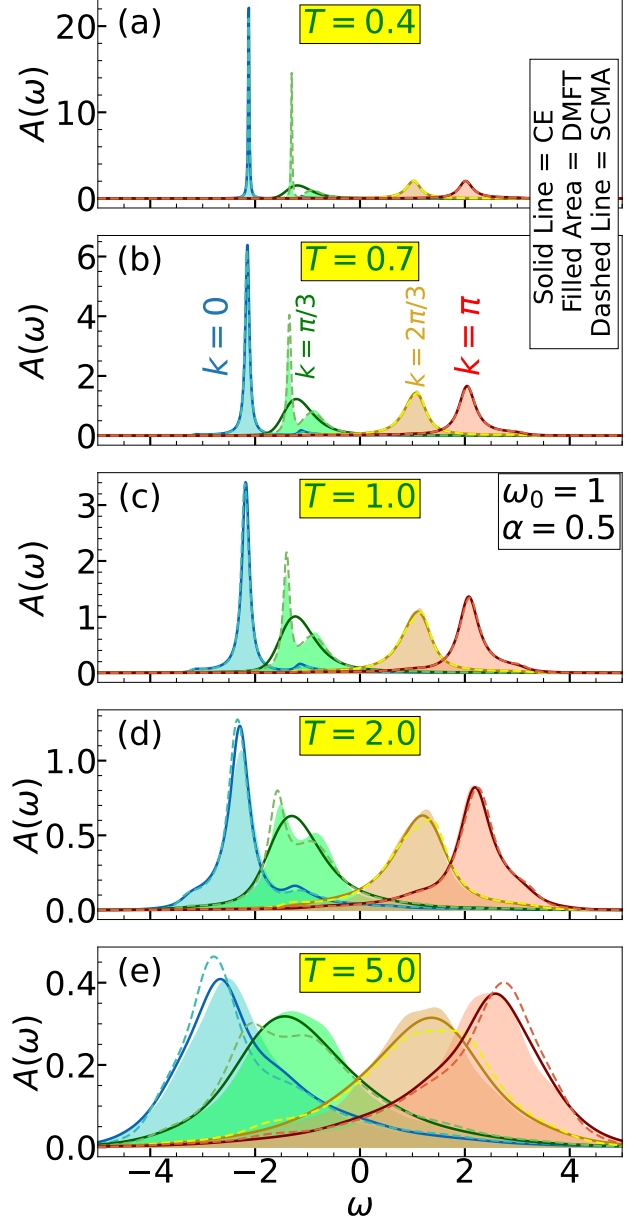 (a)
T = 0.4
A(ω)
20
10
0
Solid Line = CE
Filled Area = DMFT
Dashed Line = SCMA
(b)
T = 0.7
A(ω)
6
4
2
0
k = 0
k = π/3
k = 2π/3
k = π
(c)
T = 1.0
A(ω)
3
2
1
0
ω₀ = 1
α = 0.5
(d)
T = 2.0
A(ω)
1.0
0.5
0.0
(e)
T = 5.0
A(ω)
0.4
0.2
0.0
−4 −2 0 2 4
ω